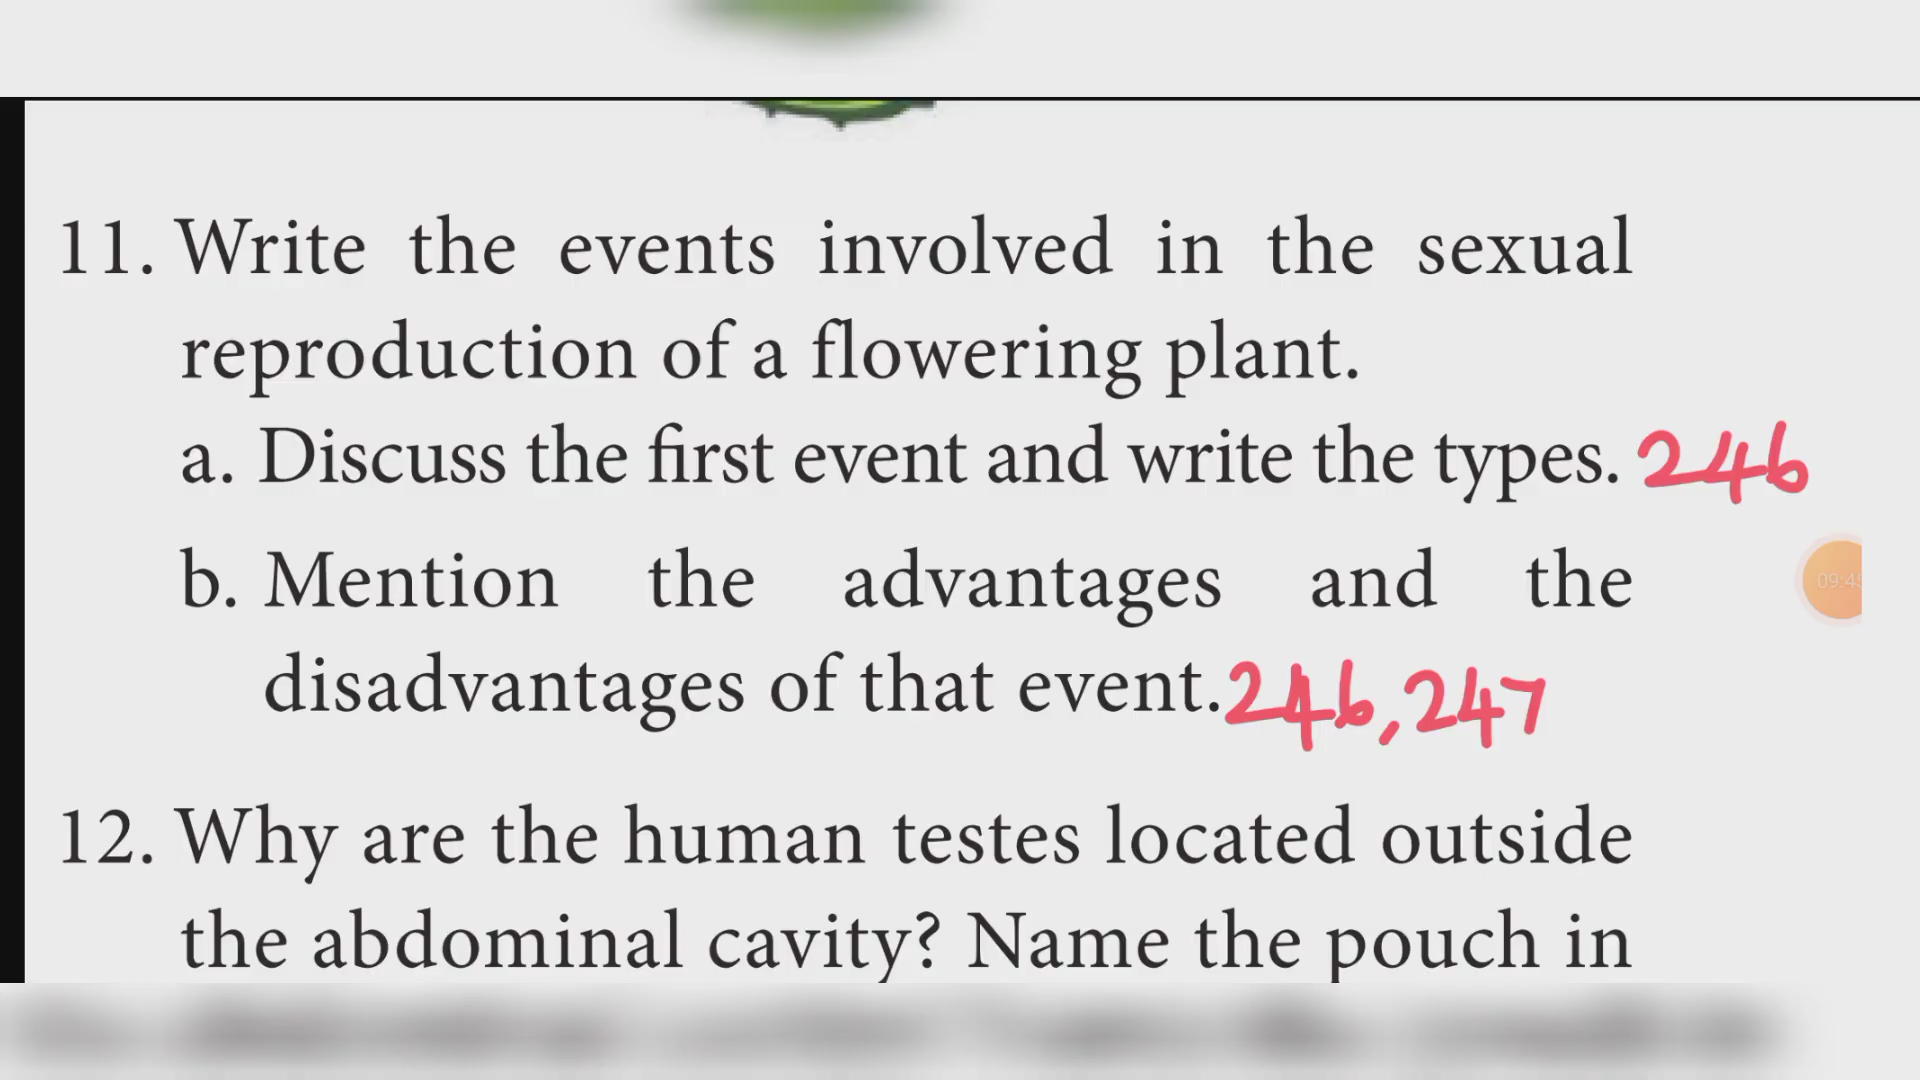 11. Write the events involved in the sexual
reproduction of a flowering plant.
a. Discuss the first event and write the types. 246
b. Mention the advantages and the
disadvantages of that event. 246, 247
12. Why are the human testes located outside
the abdominal cavity? Name the pouch in